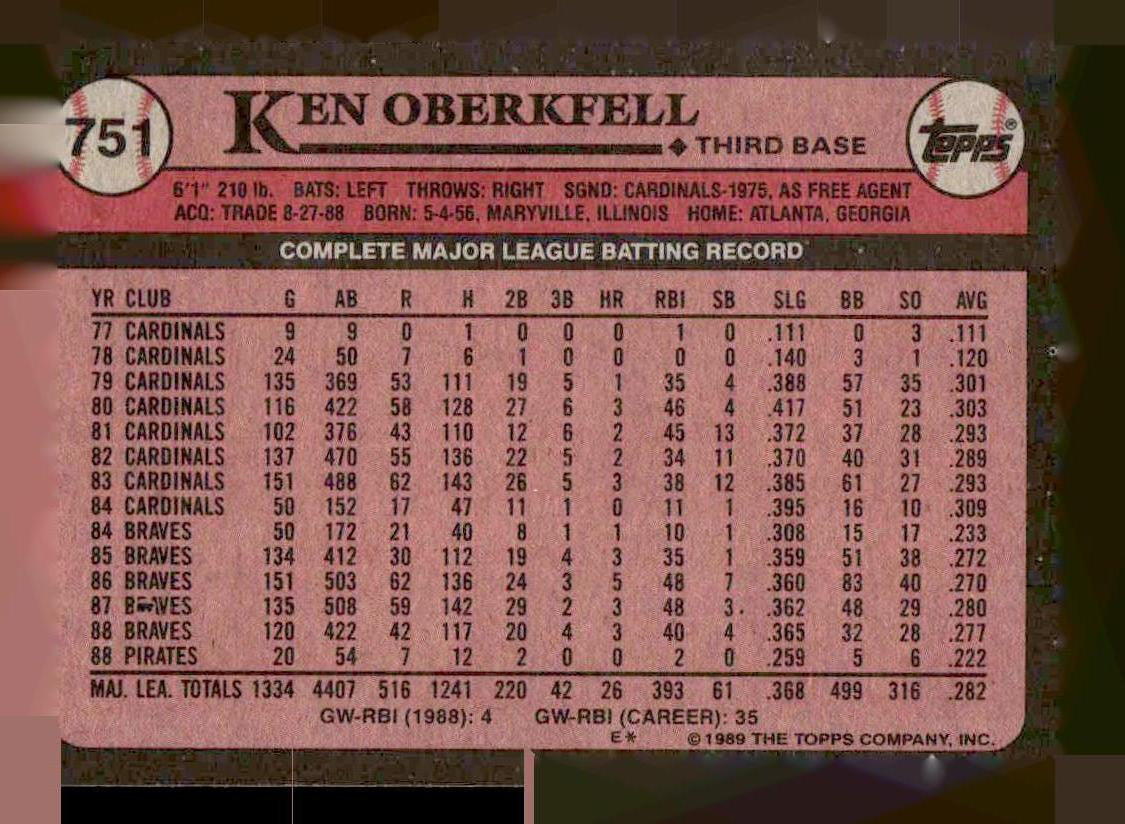 751
KEN OBERKFELL
THIRD BASE
topps®
6'1" 210 lb. BATS: LEFT THROWS: RIGHT SGND: CARDINALS-1975, AS FREE AGENT
ACQ: TRADE 8-27-88 BORN: 5-4-56, MARYVILLE, ILLINOIS HOME: ATLANTA, GEORGIA
COMPLETE MAJOR LEAGUE BATTING RECORD
YR CLUB G AB R H 2B 3B HR RBI SB SLG BB SO AVG
77 CARDINALS 9 9 0 1 0 0 0 1 0 .111 0 3 .111
78 CARDINALS 24 50 7 6 1 0 0 0 0 .140 3 1 .120
79 CARDINALS 135 369 53 111 19 5 1 35 4 .388 57 35 .301
80 CARDINALS 116 422 58 128 27 6 3 46 4 .417 51 23 .303
81 CARDINALS 102 376 43 110 12 6 2 45 13 .372 37 28 .293
82 CARDINALS 137 470 55 136 22 5 2 34 11 .370 40 31 .289
83 CARDINALS 151 488 62 143 26 5 3 38 12 .385 61 27 .293
84 CARDINALS 50 152 17 47 11 1 0 11 1 .395 16 10 .309
84 BRAVES 50 172 21 40 8 1 1 10 1 .308 15 17 .233
85 BRAVES 134 412 30 112 19 4 3 35 1 .359 51 38 .272
86 BRAVES 151 503 62 136 24 3 5 48 7 .360 83 40 .270
87 BRAVES 135 508 59 142 29 2 3 48 3 .362 48 29 .280
88 BRAVES 120 422 42 117 20 4 3 40 4 .365 32 28 .277
88 PIRATES 20 54 7 12 2 0 0 2 0 .259 5 6 .222
MAJ. LEA. TOTALS 1334 4407 516 1241 220 42 26 393 61 .368 499 316 .282
GW-RBI (1988): 4 GW-RBI (CAREER): 35
E* © 1989 THE TOPPS COMPANY, INC.